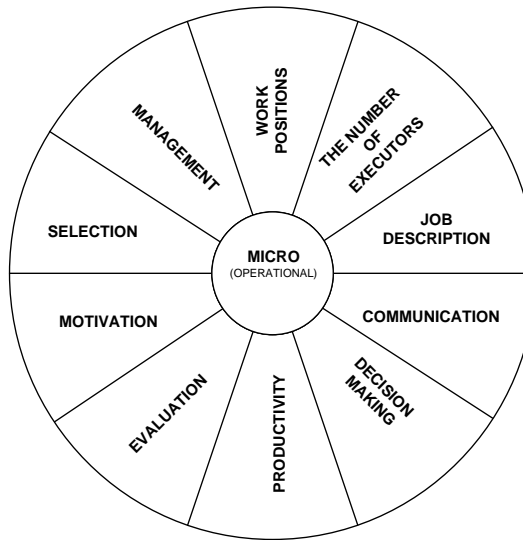 WORK
POSITIONS
THE NUMBER
OF
EXECUTORS
JOB
DESCRIPTION
COMMUNICATION
DECISION
MAKING
PRODUCTIVITY
EVALUATION
MOTIVATION
SELECTION
MANAGEMENT
MICRO
(OPERATIONAL)